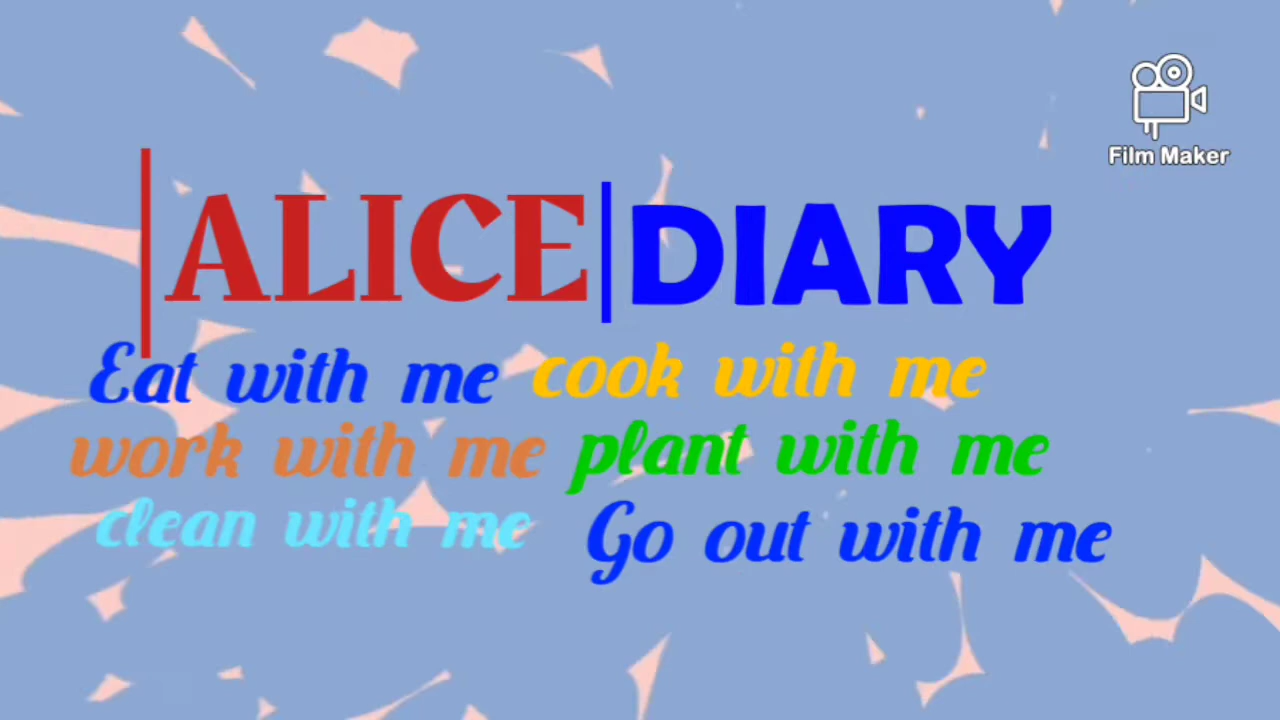 Film Maker
ALICE DIARY
Eat with me cook with me
work with me plant with me
clean with me Go out with me